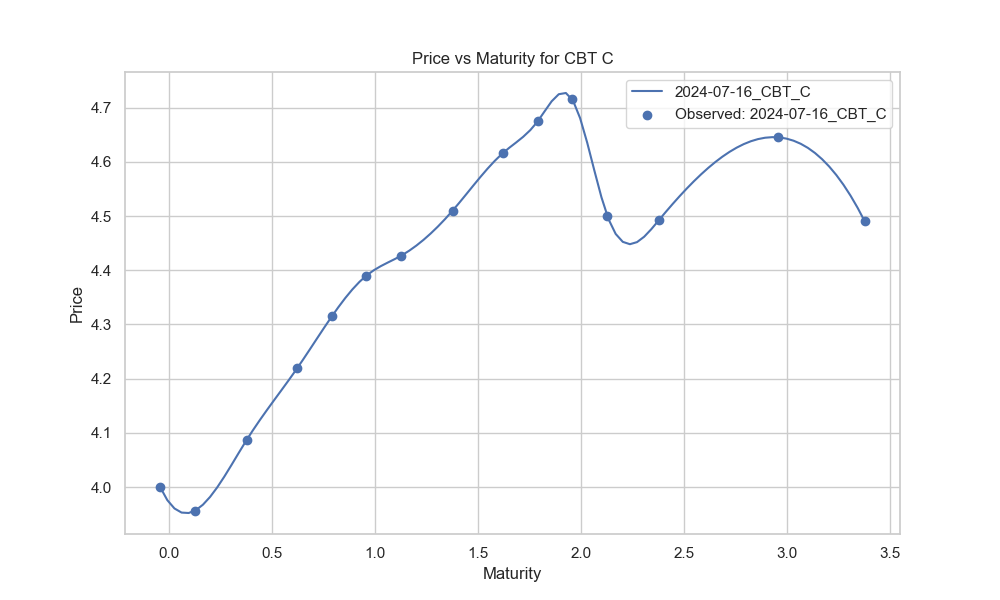 Price vs Maturity for CBT C
2024-07-16_CBT_C
Observed: 2024-07-16_CBT_C
Price
4.7
4.6
4.5
4.4
4.3
4.2
4.1
4.0
0.0 0.5 1.0 1.5 2.0 2.5 3.0 3.5
Maturity